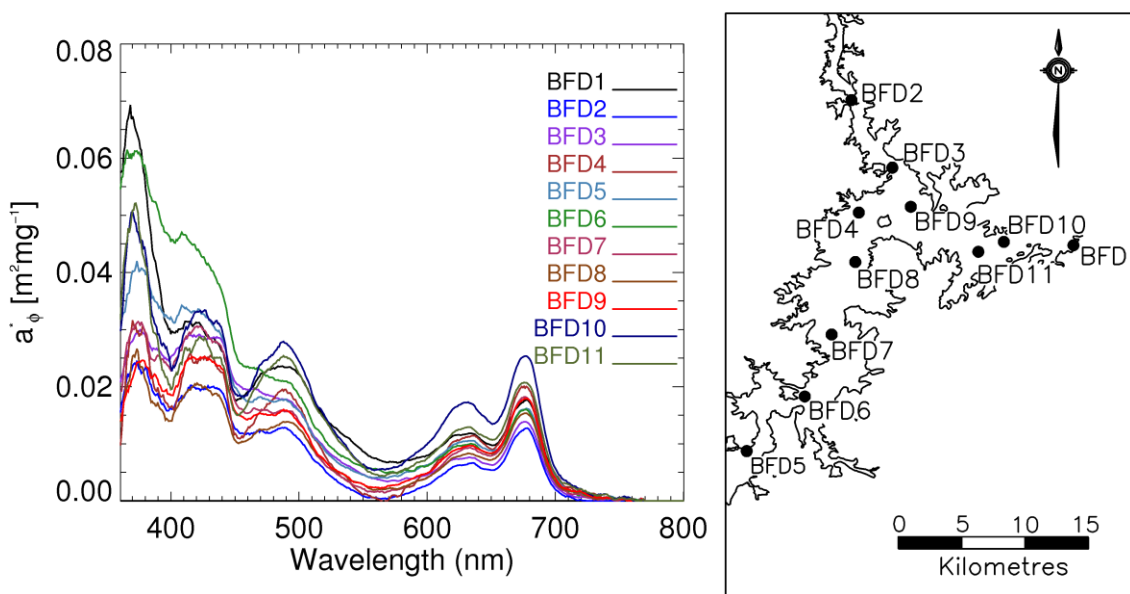 0.08
0.06
0.04
0.02
0.00
a*ϕ [m²mg⁻¹]
400 500 600 700 800
Wavelength (nm)
BFD1
BFD2
BFD3
BFD4
BFD5
BFD6
BFD7
BFD8
BFD9
BFD10
BFD11
N
BFD2
BFD3
BFD9
BFD4
BFD10
BFD
BFD11
BFD8
BFD7
BFD6
BFD5
0 5 10 15
Kilometres